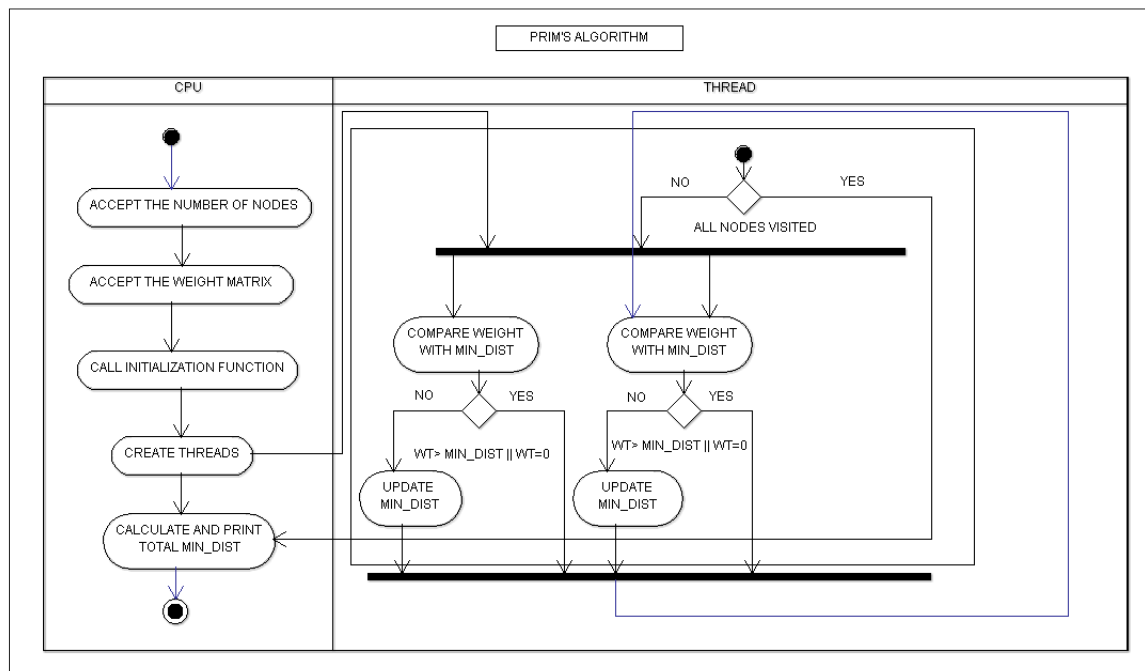 PRIM'S ALGORITHM
CPU
THREAD
ACCEPT THE NUMBER OF NODES
ACCEPT THE WEIGHT MATRIX
CALL INITIALIZATION FUNCTION
CREATE THREADS
CALCULATE AND PRINT
TOTAL MIN_DIST
NO
YES
ALL NODES VISITED
COMPARE WEIGHT
WITH MIN_DIST
NO
YES
WT> MIN_DIST || WT=0
UPDATE
MIN_DIST
COMPARE WEIGHT
WITH MIN_DIST
NO
YES
WT> MIN_DIST || WT=0
UPDATE
MIN_DIST